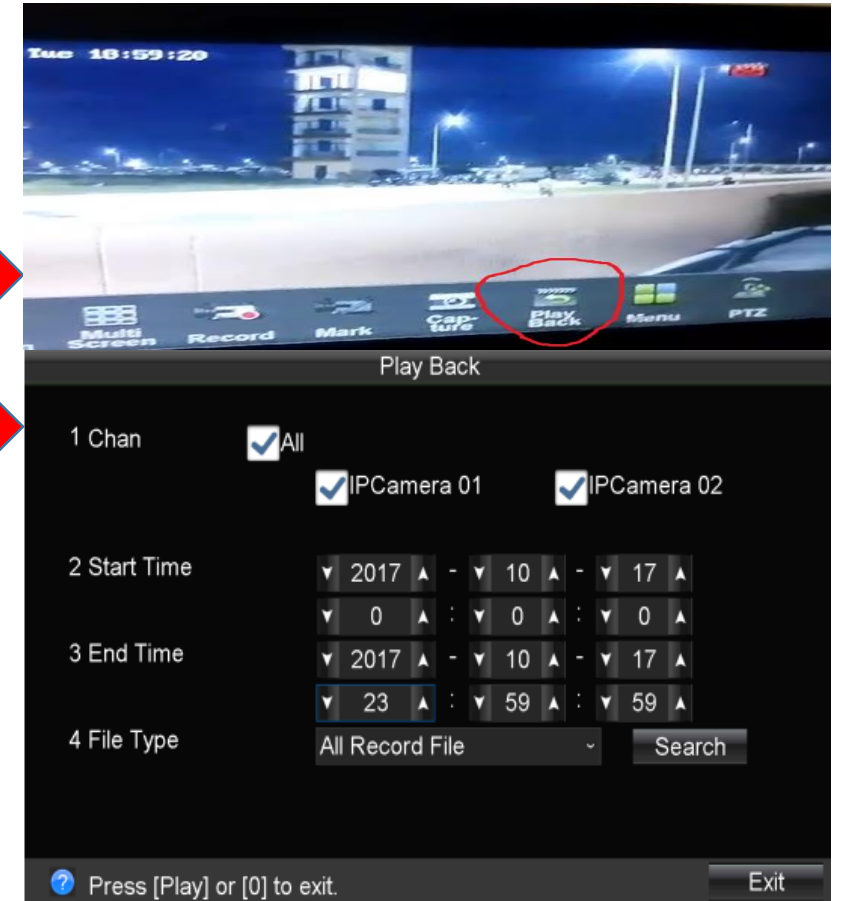 Tue 18:59:20
Multi Screen Record Mark Cap-ture Play Back Menu PTZ
Play Back
1 Chan All
IPCamera 01 IPCamera 02
2 Start Time 2017 - 10 - 17
0 : 0 : 0
3 End Time 2017 - 10 - 17
23 : 59 : 59
4 File Type All Record File Search
Press [Play] or [0] to exit. Exit